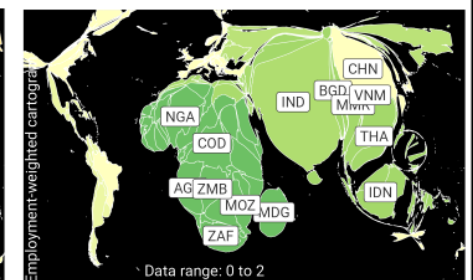 Employment-weighted cartogra
CHN
BGD
IND
MMR
VNM
NGA
COD
THA
AG
ZMB
IDN
MOZ
MDG
ZAF
Data range: 0 to 2